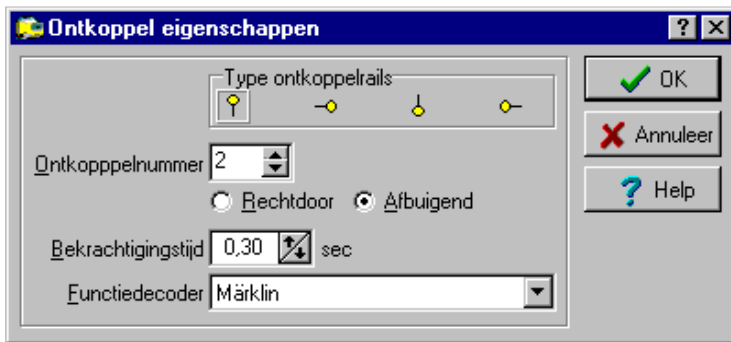 Ontkoppel eigenschappen
Type ontkoppelrails
OK
Annuleer
Help
Ontkopppelnummer 2
Rechtdoor Afbuigend
Bekrachtigingstijd 0,30 sec
Functiedecoder Märklin